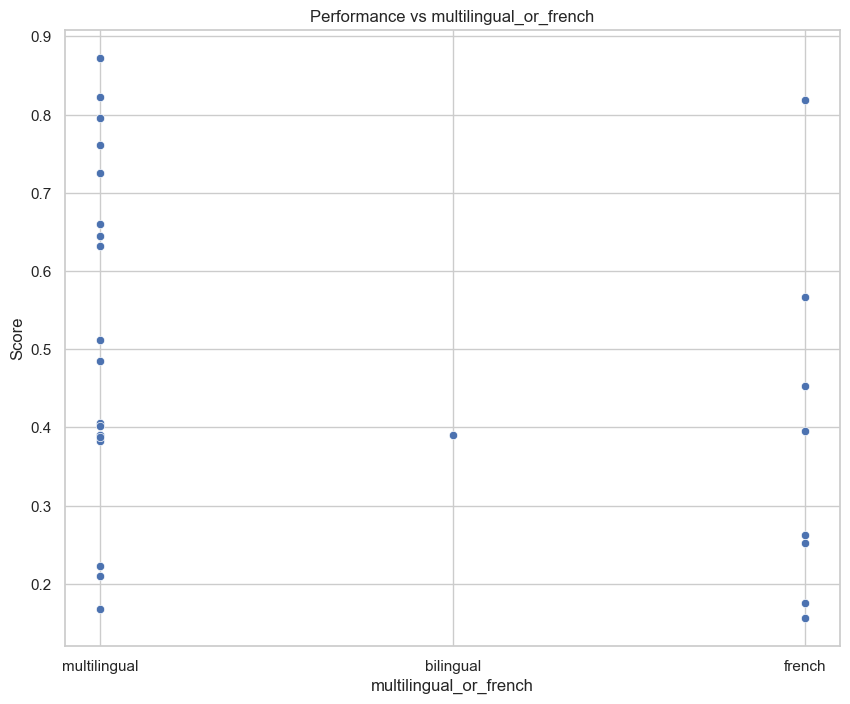 Performance vs multilingual_or_french
0.9
0.8
0.7
0.6
0.5
0.4
0.3
0.2
Score
multilingual bilingual french
multilingual_or_french